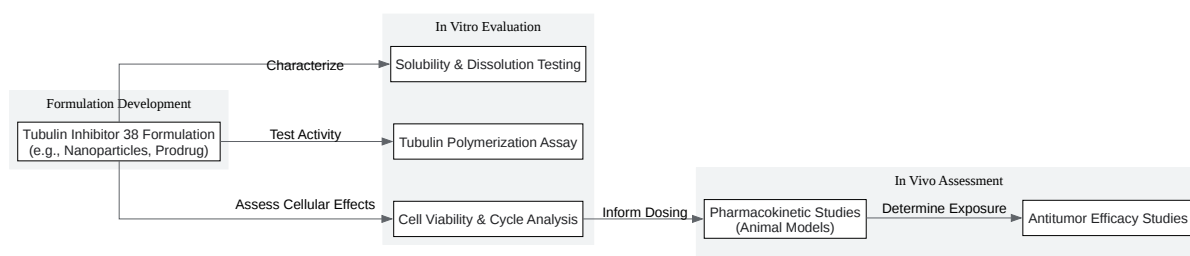 In Vitro Evaluation
Characterize
Solubility & Dissolution Testing
Formulation Development
Tubulin Inhibitor 38 Formulation
(e.g., Nanoparticles, Prodrug)
Test Activity
Tubulin Polymerization Assay
In Vivo Assessment
Assess Cellular Effects
Cell Viability & Cycle Analysis
Inform Dosing
Pharmacokinetic Studies
(Animal Models)
Determine Exposure
Antitumor Efficacy Studies